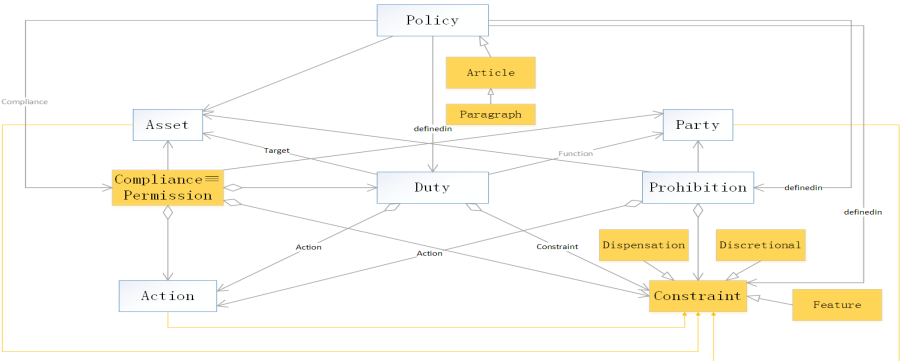 Policy
Article
Compliance
Paragraph
Asset
Party
definedin
Target
Function
Compliance≡
Permission
Duty
Prohibition
definedin
definedIn
Action
Action
Constraint
Dispensation
Discretional
Action
Constraint
Feature